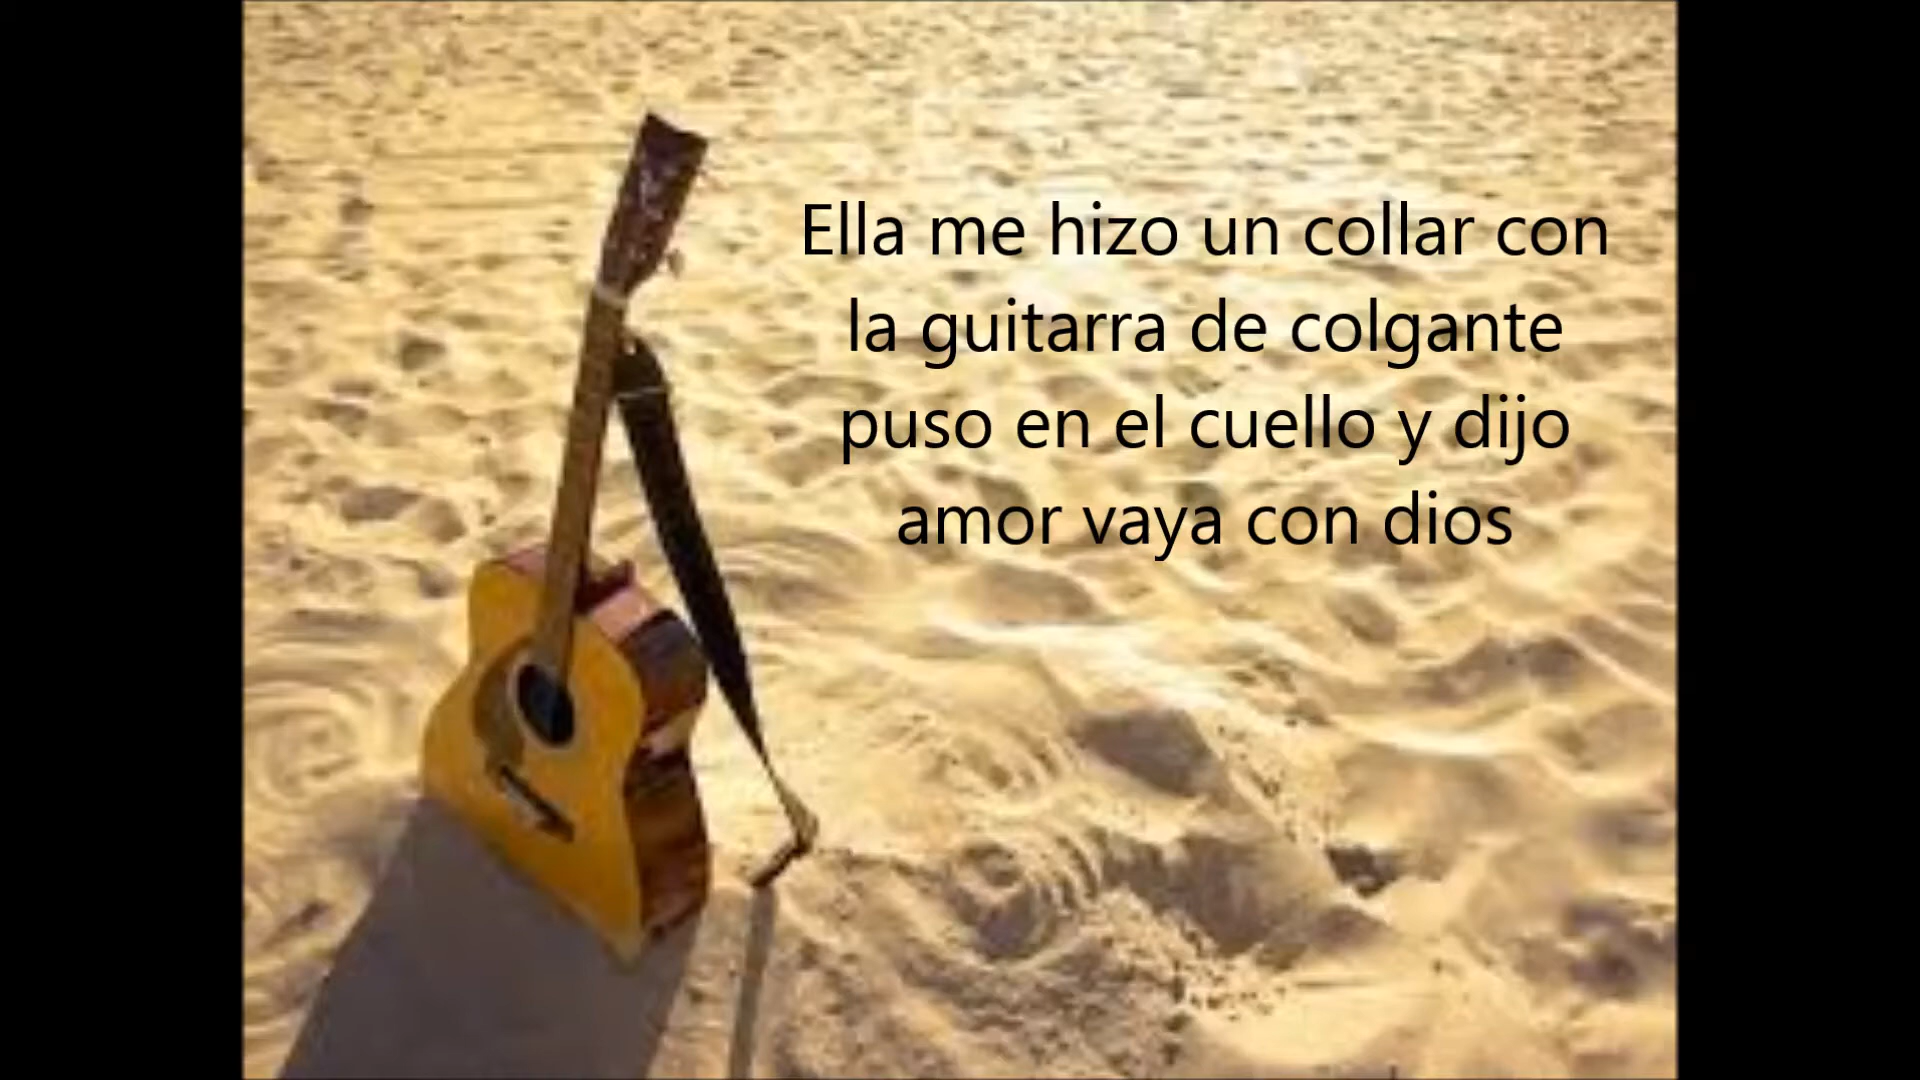 Ella me hizo un collar con
la guitarra de colgante
puso en el cuello y dijo
amor vaya con dios